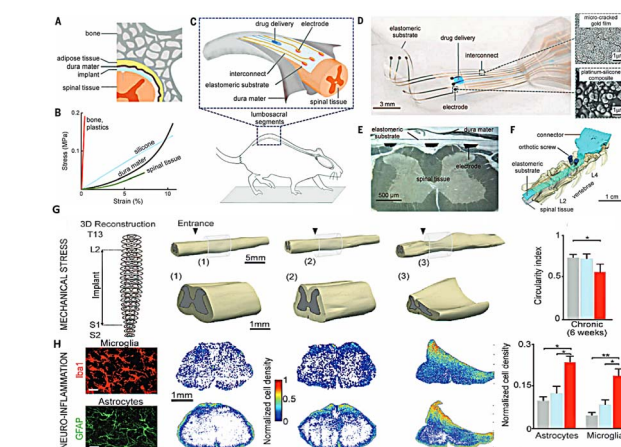 A
bone
adipose tissue
dura mater
implant
spinal tissue
B
0.2
0.1
0
Stress (MPa)
bone,
plastics
silicone
dura mater
spinal tissue
0
5
10
Strain (%)
C
drug delivery
electrode
interconnect
elastomeric substrate
dura mater
spinal tissue
lumbosacral
segments
D
elastomeric
substrate
drug delivery
interconnect
electrode
3 mm
micro-cracked
gold film
platinum-silicone
composite
E
elastomeric
substrate
dura mater
electrode
spinal tissue
500 µm
F
connector
orthotic screw
elastomeric
substrate
L4
vertebrae
L2
spinal tissue
1 cm
G
MECHANICAL STRESS
3D Reconstruction
T13
L2
Implant
S1
S2
Entrance
(1)
5mm
(2)
(3)
(1)
1mm
(2)
(3)
Circularity index
1.0
0
*
Chronic
(6 weeks)
H
NEURO-INFLAMMATION
Microglia
Iba1
Astrocytes
GFAP
1mm
1
0.5
0
Normalized cell density
Normalized cell density
0.3
0.15
0
*
*
**
*
Astrocytes
Microglia